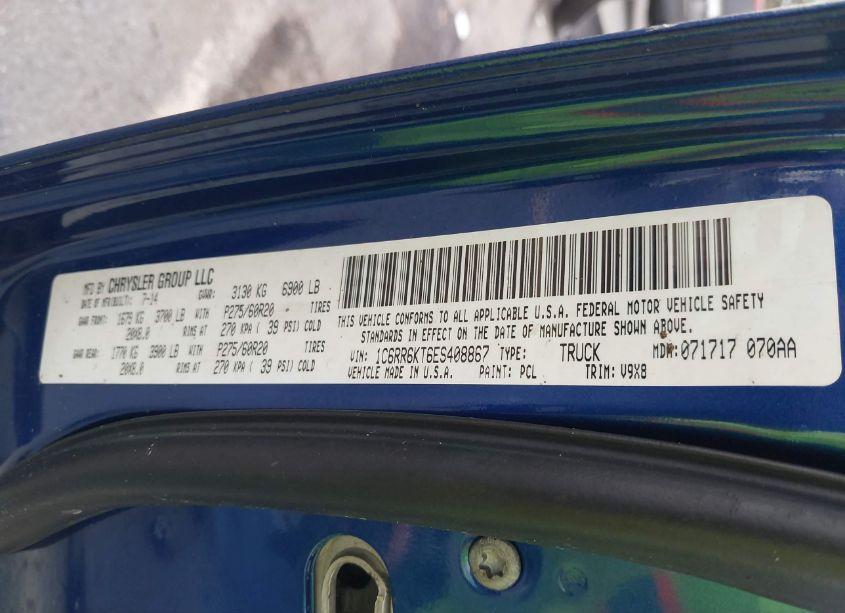 MFD BY CHRYSLER GROUP LLC
DATE OF MFR(BUILT): 7-14 GVWR: 3130 KG 6900 LB
GAWR FRONT: 1679 KG 3700 LB WITH P275/60R20 TIRES
20X8.0 RIMS AT 270 KPA ( 39 PSI) COLD
GAWR REAR: 1770 KG 3900 LB WITH P275/60R20 TIRES
20X8.0 RIMS AT 270 KPA ( 39 PSI) COLD
THIS VEHICLE CONFORMS TO ALL APPLICABLE U.S.A. FEDERAL MOTOR VEHICLE SAFETY
STANDARDS IN EFFECT ON THE DATE OF MANUFACTURE SHOWN ABOVE.
VIN: 1C6RR6KT6ES408867 TYPE: TRUCK MDH: 071717 070AA
VEHICLE MADE IN U.S.A. PAINT: PCL TRIM: V9X8